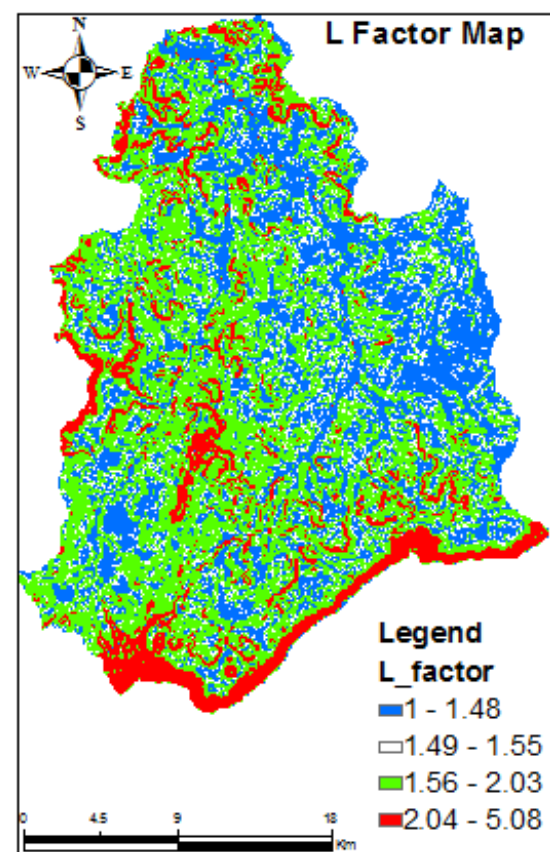 L Factor Map
N
W E
S
Legend
L_factor
1 - 1.48
1.49 - 1.55
1.56 - 2.03
2.04 - 5.08
0 4.5 9 18
Km